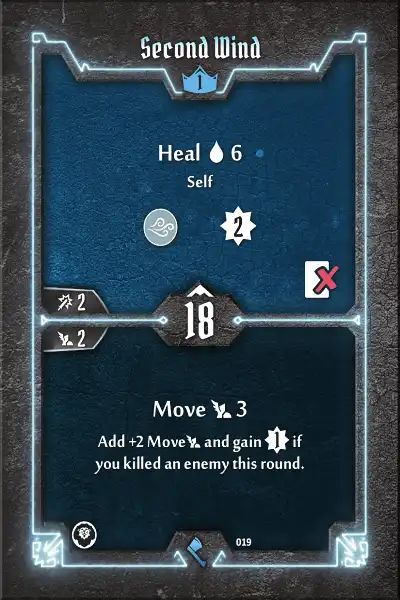 Second Wind
1
Heal 6
Self
2
2
18
2
Move 3
Add +2 Move and gain 1 if
you killed an enemy this round.
019